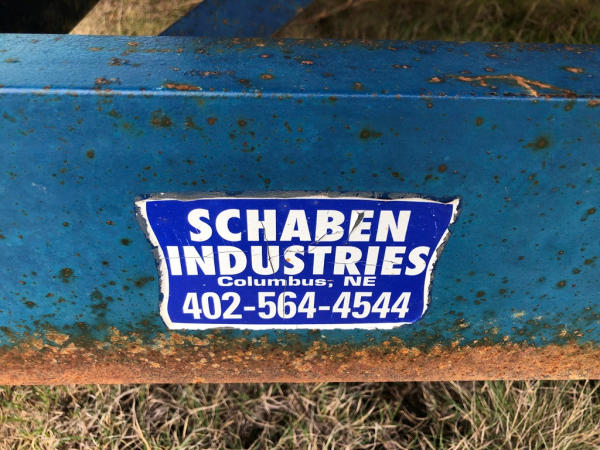 SCHABEN
INDUSTRIES
Columbus, NE
402-564-4544